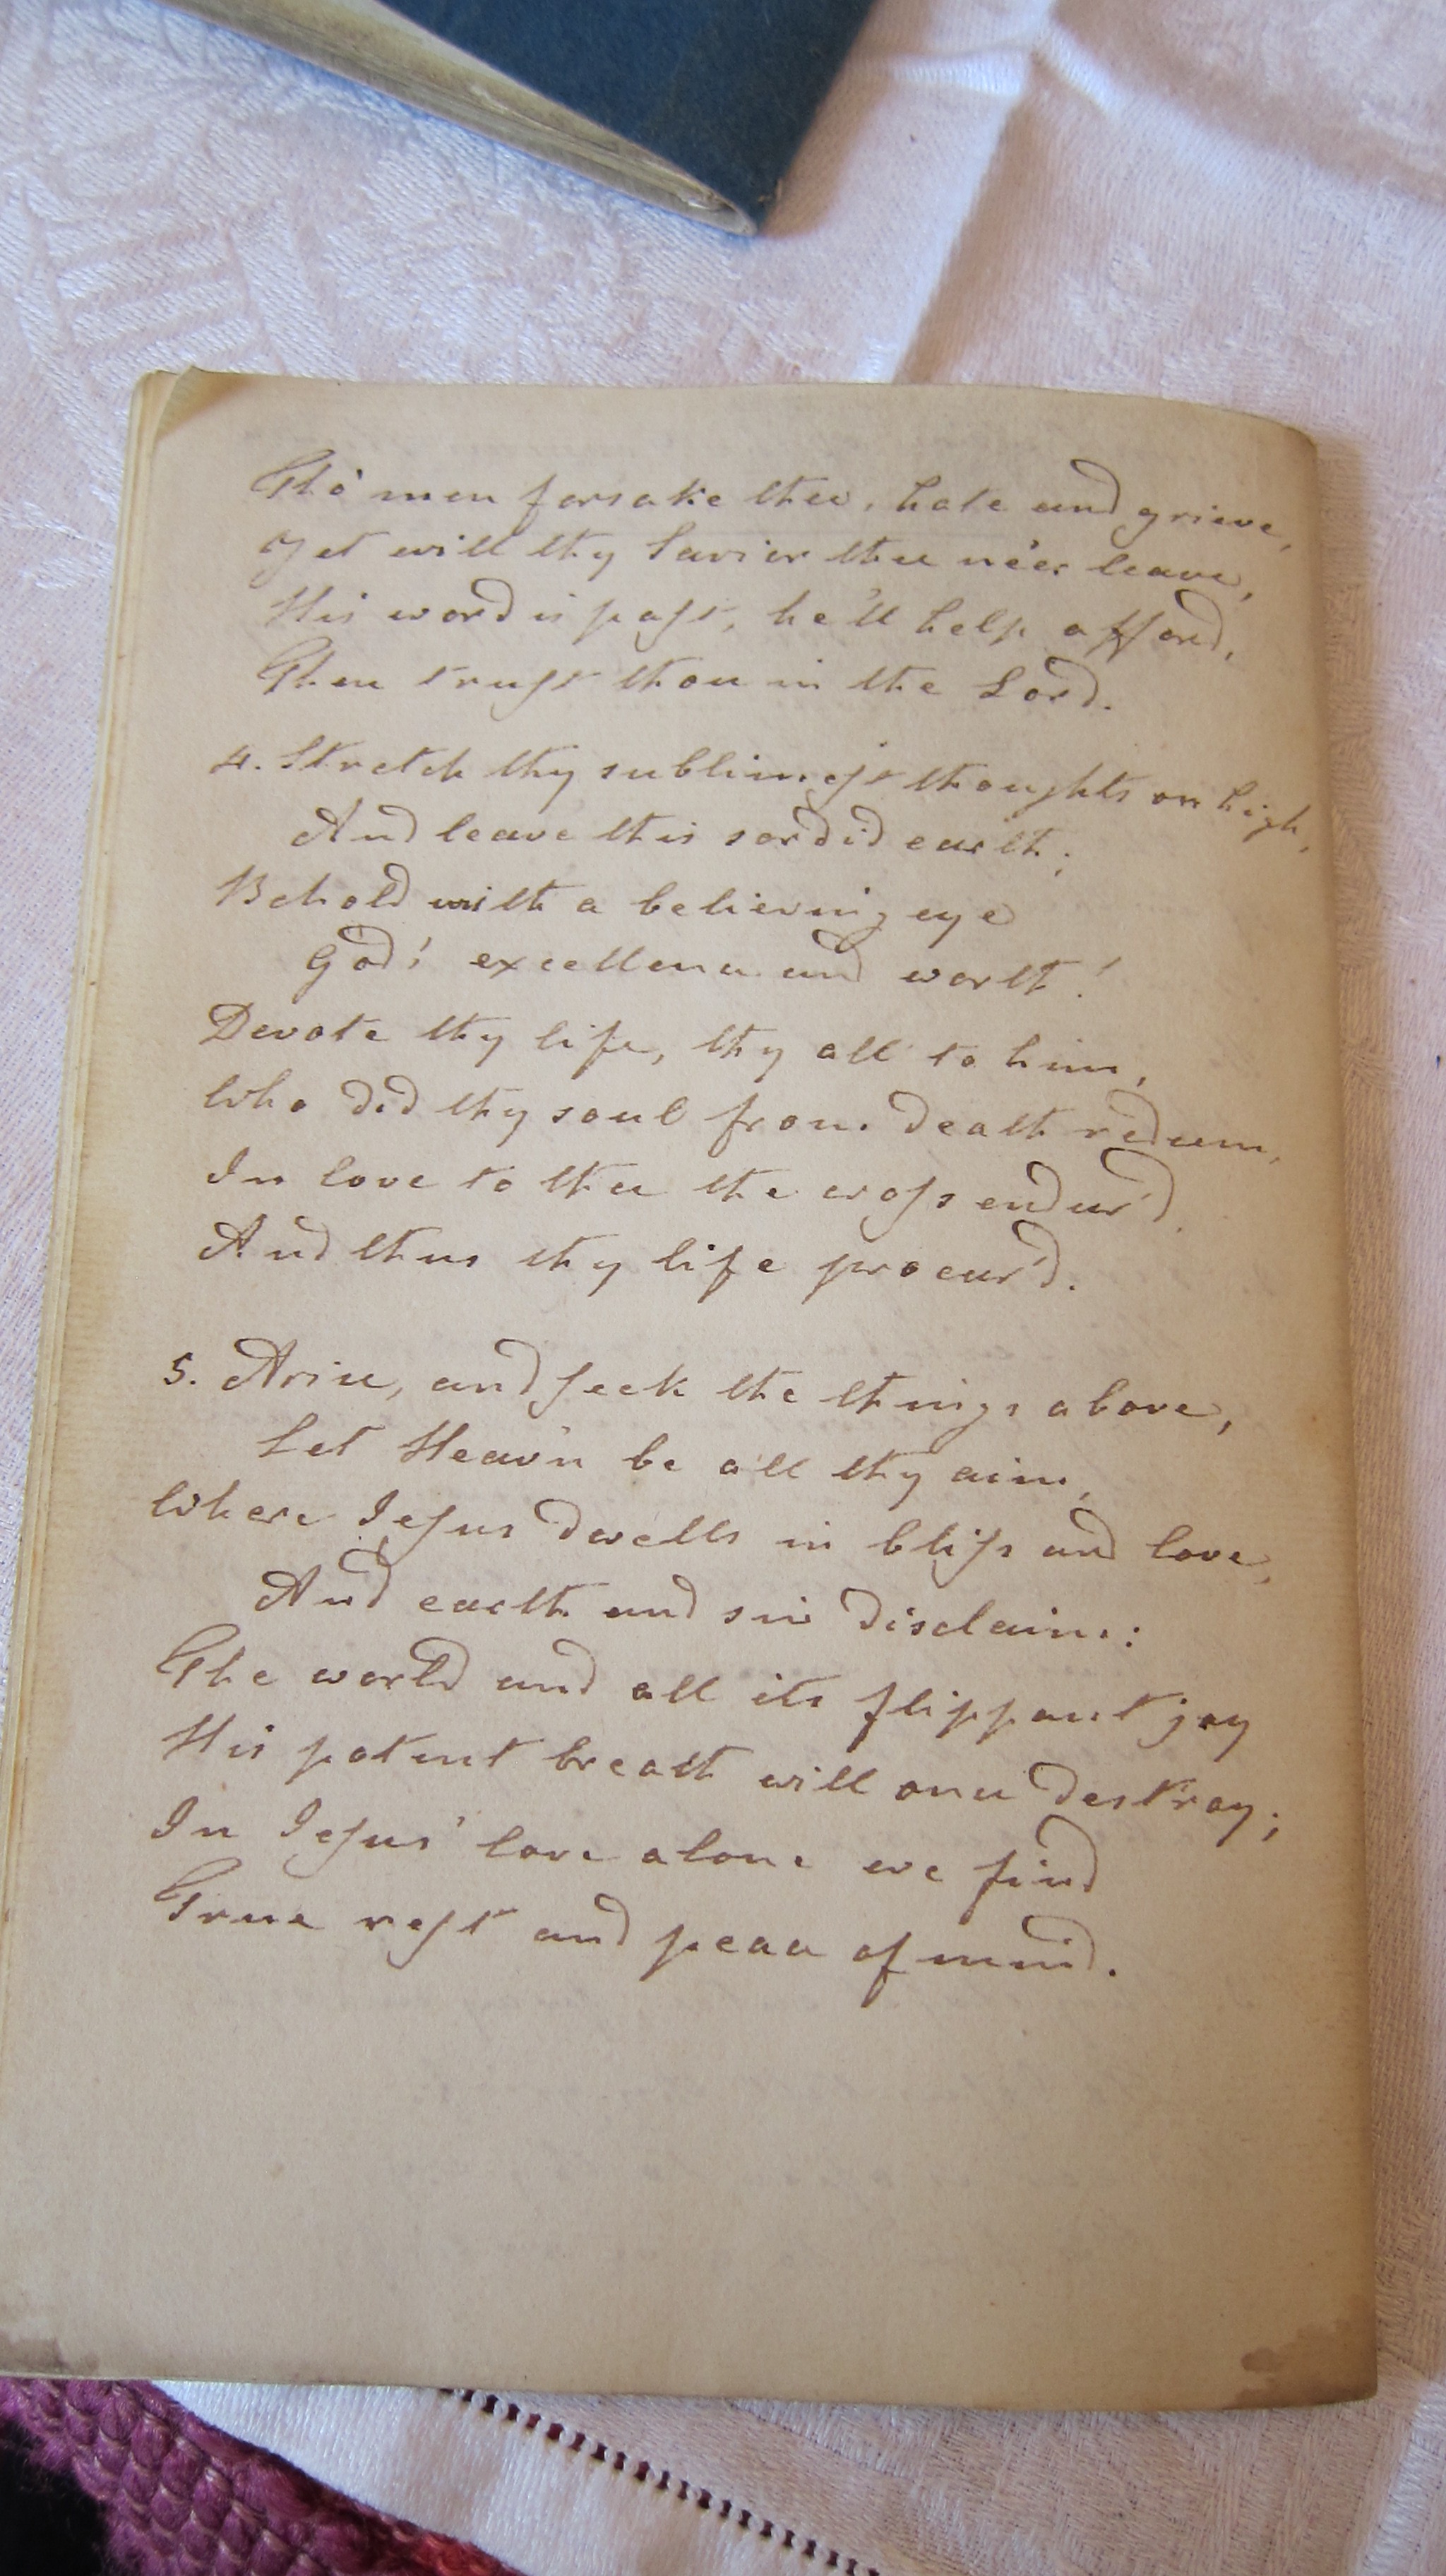 Tho' men forsake thee, hate and grieve,
Yet will thy Savior thee ne'er leave,
His word is past, he'll help afford,
Then trust thou in the Lord.
4. Stretch thy sublimest thoughts on high,
And leave this sordid earth;
Behold with a believing eye
God's excellence and worth!
Devote thy life, thy all to him,
Who did thy soul from death redeem,
In love to thee the cross endur'd,
And thus thy life procur'd.
5. Arise, and seek the things above,
Let Heav'n be all thy aim,
Where Jesus dwells in bliss and love,
And earth and sin disclaim:
The world and all its flippant joy
His potent breath will once destroy;
In Jesus' love alone we find
True rest and peace of mind.